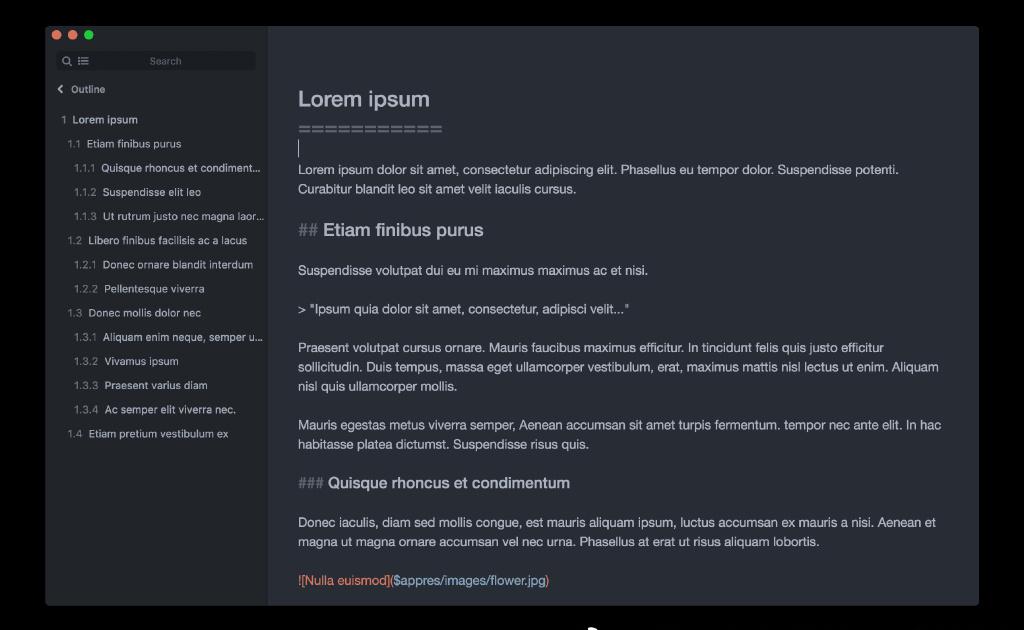 Search
Outline
1 Lorem ipsum
1.1 Etiam finibus purus
1.1.1 Quisque rhoncus et condiment...
1.1.2 Suspendisse elit leo
1.1.3 Ut rutrum justo nec magna laor...
1.2 Libero finibus facilisis ac a lacus
1.2.1 Donec ornare blandit interdum
1.2.2 Pellentesque viverra
1.3 Donec mollis dolor nec
1.3.1 Aliquam enim neque, semper u...
1.3.2 Vivamus ipsum
1.3.3 Praesent varius diam
1.3.4 Ac semper elit viverra nec.
1.4 Etiam pretium vestibulum ex
Lorem ipsum
===========
Lorem ipsum dolor sit amet, consectetur adipiscing elit. Phasellus eu tempor dolor. Suspendisse potenti.
Curabitur blandit leo sit amet velit iaculis cursus.
## Etiam finibus purus
Suspendisse volutpat dui eu mi maximus maximus ac et nisi.
> "Ipsum quia dolor sit amet, consectetur, adipisci velit..."
Praesent volutpat cursus ornare. Mauris faucibus maximus efficitur. In tincidunt felis quis justo efficitur
sollicitudin. Duis tempus, massa eget ullamcorper vestibulum, erat, maximus mattis nisl lectus ut enim. Aliquam
nisl quis ullamcorper mollis.
Mauris egestas metus viverra semper, Aenean accumsan sit amet turpis fermentum. tempor nec ante elit. In hac
habitasse platea dictumst. Suspendisse risus quis.
### Quisque rhoncus et condimentum
Donec iaculis, diam sed mollis congue, est mauris aliquam ipsum, luctus accumsan ex mauris a nisi. Aenean et
magna ut magna ornare accumsan vel nec urna. Phasellus at erat ut risus aliquam lobortis.
![Nulla euismod]($appres/images/flower.jpg)